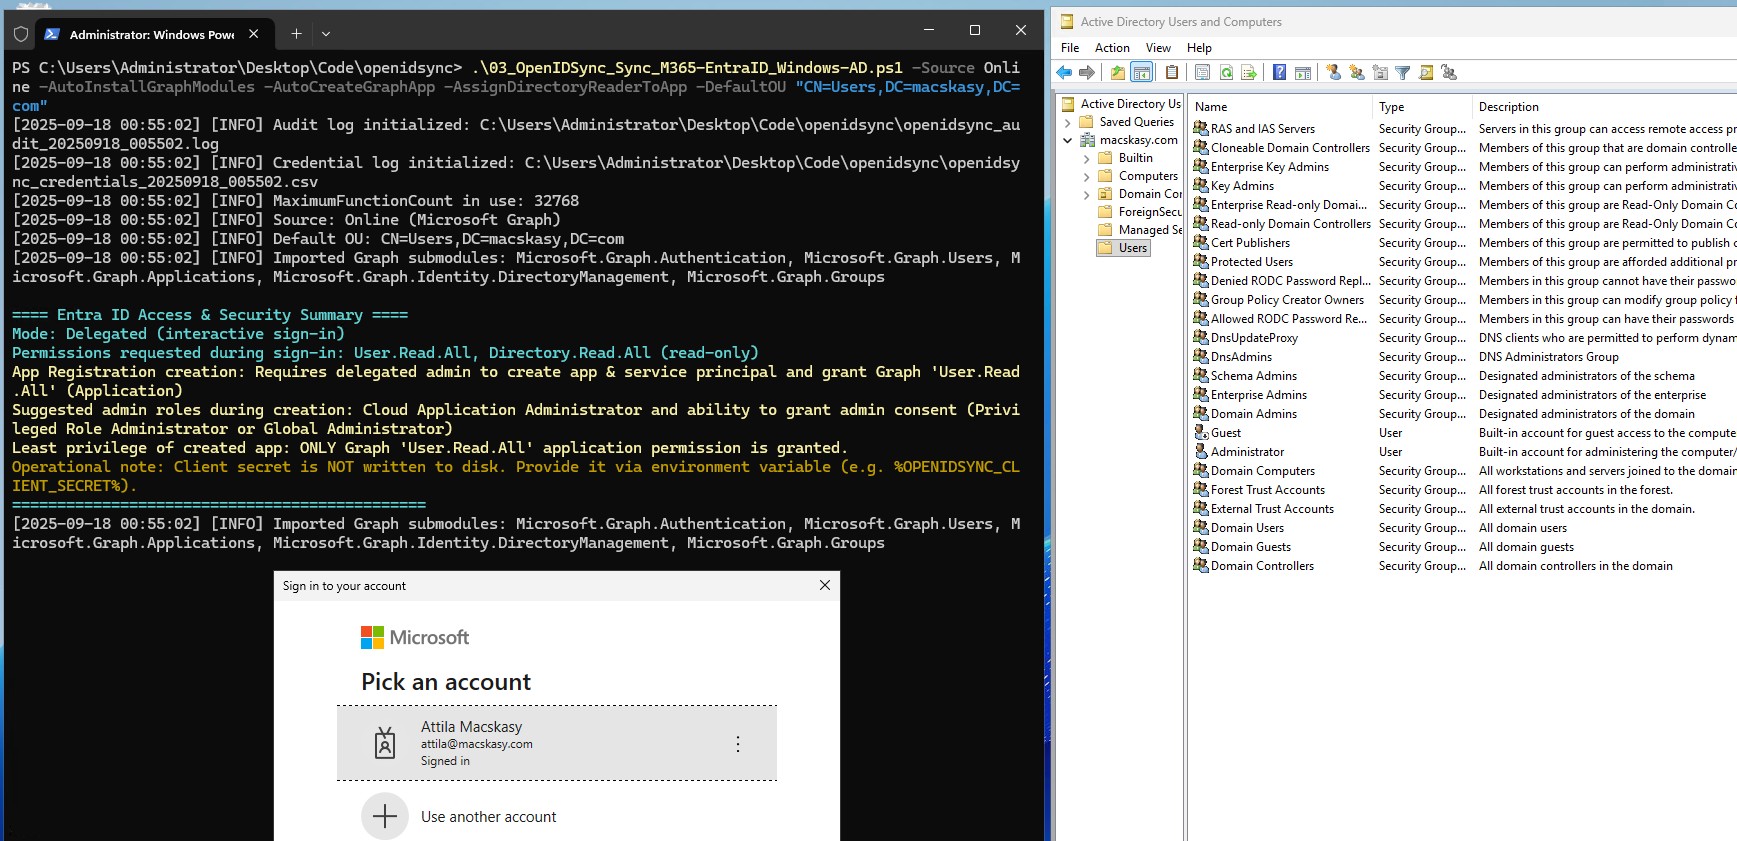 Administrator: Windows Powe
PS C:\Users\Administrator\Desktop\Code\openidsync> .\03_OpenIDSync_Sync_M365-EntraID_Windows-AD.ps1 -Source Onli
ne -AutoInstallGraphModules -AutoCreateGraphApp -AssignDirectoryReaderToApp -DefaultOU "CN=Users,DC=macskasy,DC=
com"
[2025-09-18 00:55:02] [INFO] Audit log initialized: C:\Users\Administrator\Desktop\Code\openidsync\openidsync_au
dit_20250918_005502.log
[2025-09-18 00:55:02] [INFO] Credential log initialized: C:\Users\Administrator\Desktop\Code\openidsync\openidsy
nc_credentials_20250918_005502.csv
[2025-09-18 00:55:02] [INFO] MaximumFunctionCount in use: 32768
[2025-09-18 00:55:02] [INFO] Source: Online (Microsoft Graph)
[2025-09-18 00:55:02] [INFO] Default OU: CN=Users,DC=macskasy,DC=com
[2025-09-18 00:55:02] [INFO] Imported Graph submodules: Microsoft.Graph.Authentication, Microsoft.Graph.Users, M
icrosoft.Graph.Applications, Microsoft.Graph.Identity.DirectoryManagement, Microsoft.Graph.Groups
==== Entra ID Access & Security Summary ====
Mode: Delegated (interactive sign-in)
Permissions requested during sign-in: User.Read.All, Directory.Read.All (read-only)
App Registration creation: Requires delegated admin to create app & service principal and grant Graph 'User.Read
.All' (Application)
Suggested admin roles during creation: Cloud Application Administrator and ability to grant admin consent (Privi
leged Role Administrator or Global Administrator)
Least privilege of created app: ONLY Graph 'User.Read.All' application permission is granted.
Operational note: Client secret is NOT written to disk. Provide it via environment variable (e.g. %OPENIDSYNC_CL
IENT_SECRET%).
==============================================
[2025-09-18 00:55:02] [INFO] Imported Graph submodules: Microsoft.Graph.Authentication, Microsoft.Graph.Users, M
icrosoft.Graph.Applications, Microsoft.Graph.Identity.DirectoryManagement, Microsoft.Graph.Groups
Sign in to your account
Microsoft
Pick an account
Attila Macskasy
attila@macskasy.com
Signed in
Use another account
Active Directory Users and Computers
File Action View Help
Active Directory Us
Saved Queries
macskasy.com
Builtin
Computers
Domain Cor
ForeignSecu
Managed Se
Users
Name Type Description
RAS and IAS Servers Security Group... Servers in this group can access remote access pr
Cloneable Domain Controllers Security Group... Members of this group that are domain controlle
Enterprise Key Admins Security Group... Members of this group can perform administrativ
Key Admins Security Group... Members of this group can perform administrativ
Enterprise Read-only Domai... Security Group... Members of this group are Read-Only Domain Co
Read-only Domain Controllers Security Group... Members of this group are Read-Only Domain Co
Cert Publishers Security Group... Members of this group are permitted to publish c
Protected Users Security Group... Members of this group are afforded additional pr
Denied RODC Password Repl... Security Group... Members in this group cannot have their passwo
Group Policy Creator Owners Security Group... Members in this group can modify group policy f
Allowed RODC Password Re... Security Group... Members in this group can have their passwords
DnsUpdateProxy Security Group... DNS clients who are permitted to perform dynam
DnsAdmins Security Group... DNS Administrators Group
Schema Admins Security Group... Designated administrators of the schema
Enterprise Admins Security Group... Designated administrators of the enterprise
Domain Admins Security Group... Designated administrators of the domain
Guest User Built-in account for guest access to the compute
Administrator User Built-in account for administering the computer/
Domain Computers Security Group... All workstations and servers joined to the domain
Forest Trust Accounts Security Group... All forest trust accounts in the forest.
External Trust Accounts Security Group... All external trust accounts in the domain.
Domain Users Security Group... All domain users
Domain Guests Security Group... All domain guests
Domain Controllers Security Group... All domain controllers in the domain